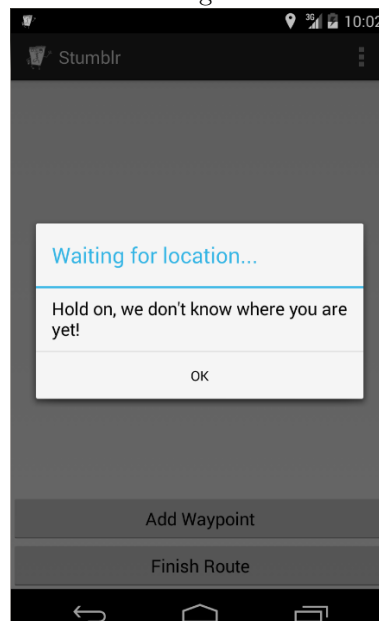 3G 10:02
Stumblr
Waiting for location...
Hold on, we don't know where you are
yet!
OK
Add Waypoint
Finish Route